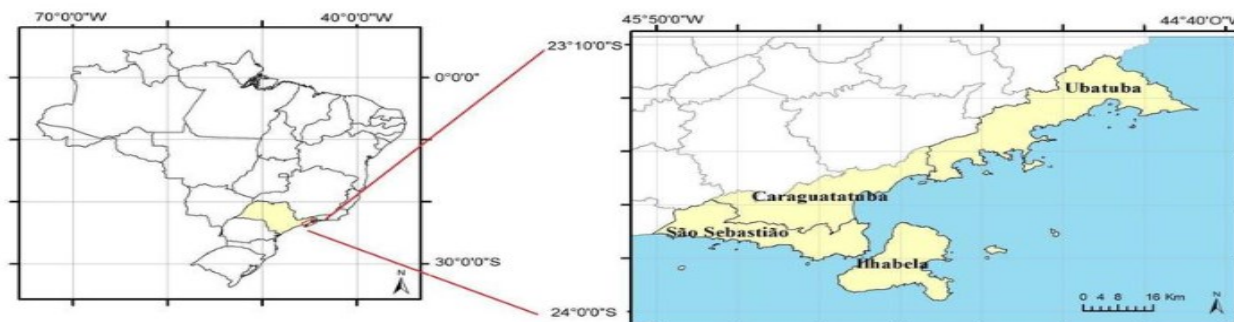 70°0'0"W
40°0'0"W
0°0'0"
30°0'0"S
N
23°10'0"S
24°0'0"S
45°50'0"W
44°40'0"W
Ubatuba
Caraguatatuba
São Sebastião
Ilhabela
0 4 8 16 Km
N